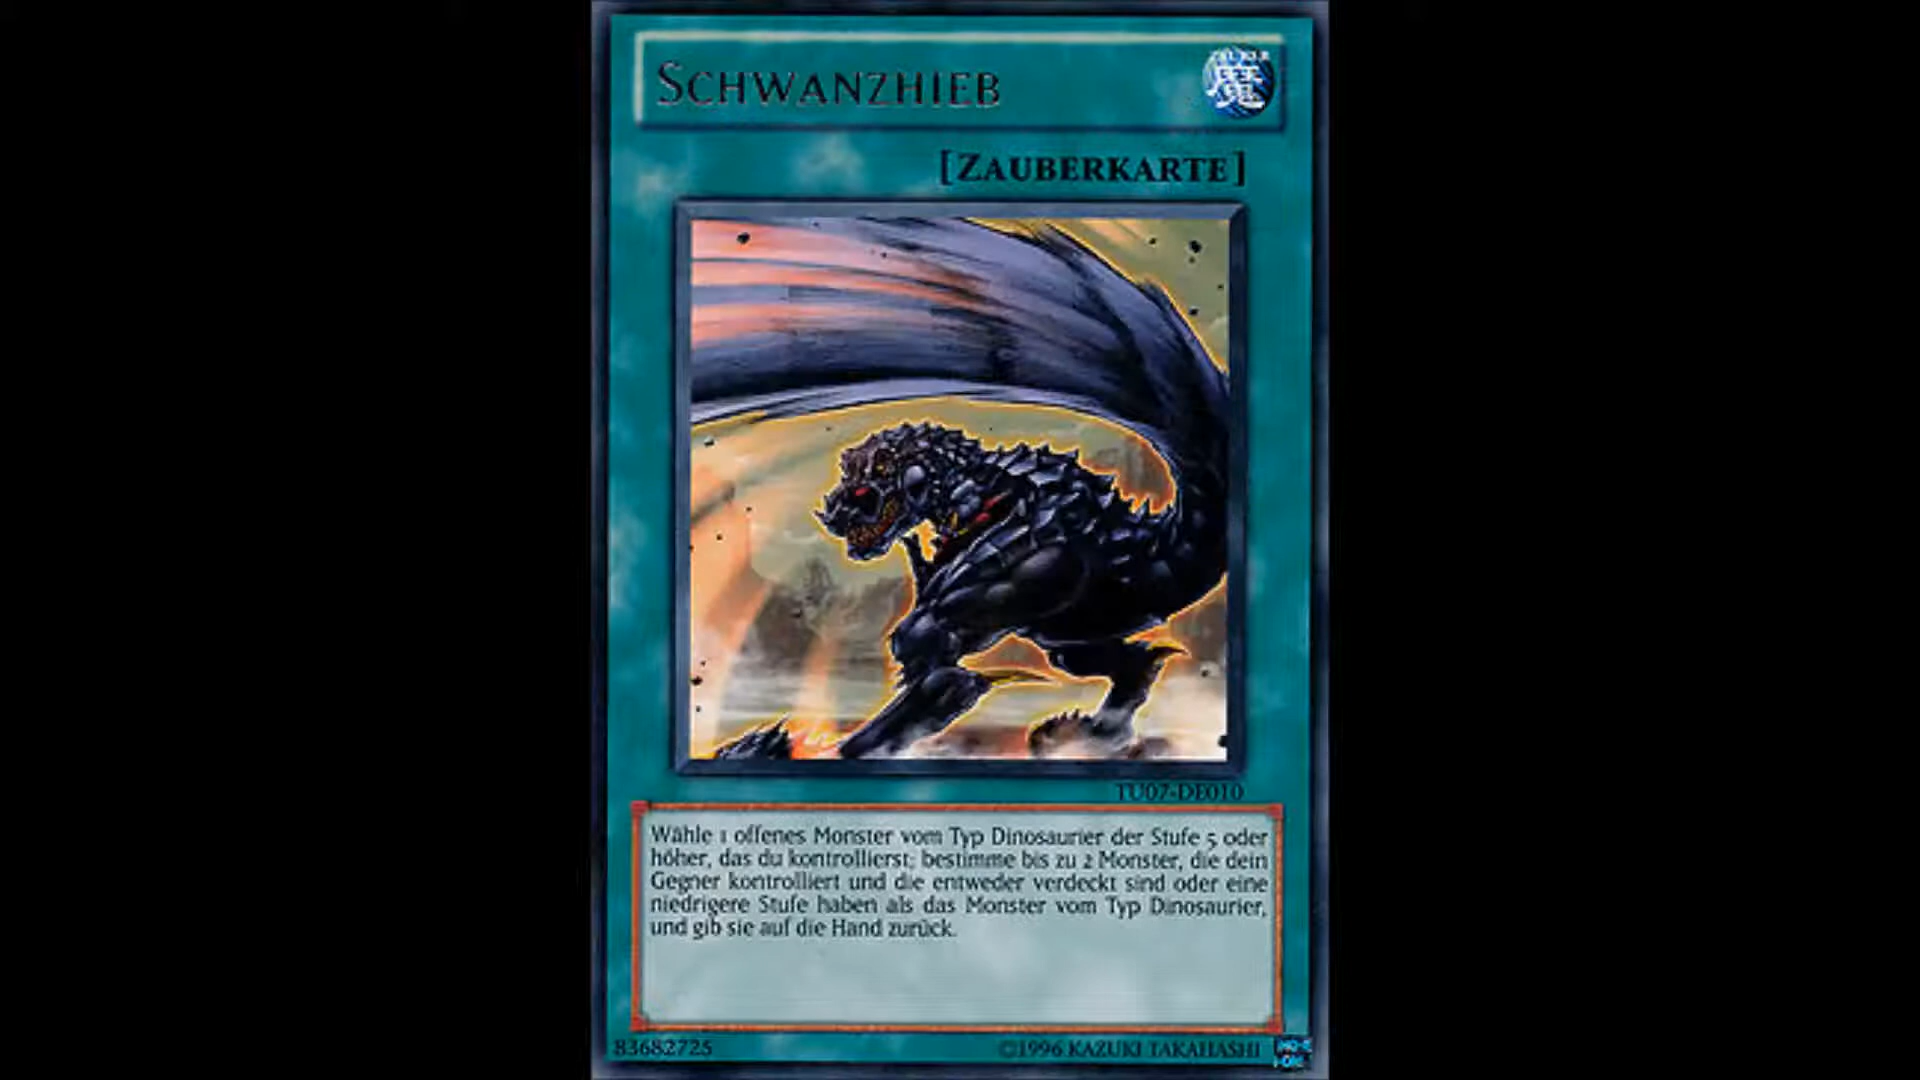 SCHWANZHIEB
魔
[ZAUBERKARTE]
TU07-DE010
Wähle 1 offenes Monster vom Typ Dinosaurier der Stufe 5 oder
höher, das du kontrollierst; bestimme bis zu 2 Monster, die dein
Gegner kontrolliert und die entweder verdeckt sind oder eine
niedrigere Stufe haben als das Monster vom Typ Dinosaurier,
und gib sie auf die Hand zurück.
83682725
©1996 KAZUKI TAKAHASHI